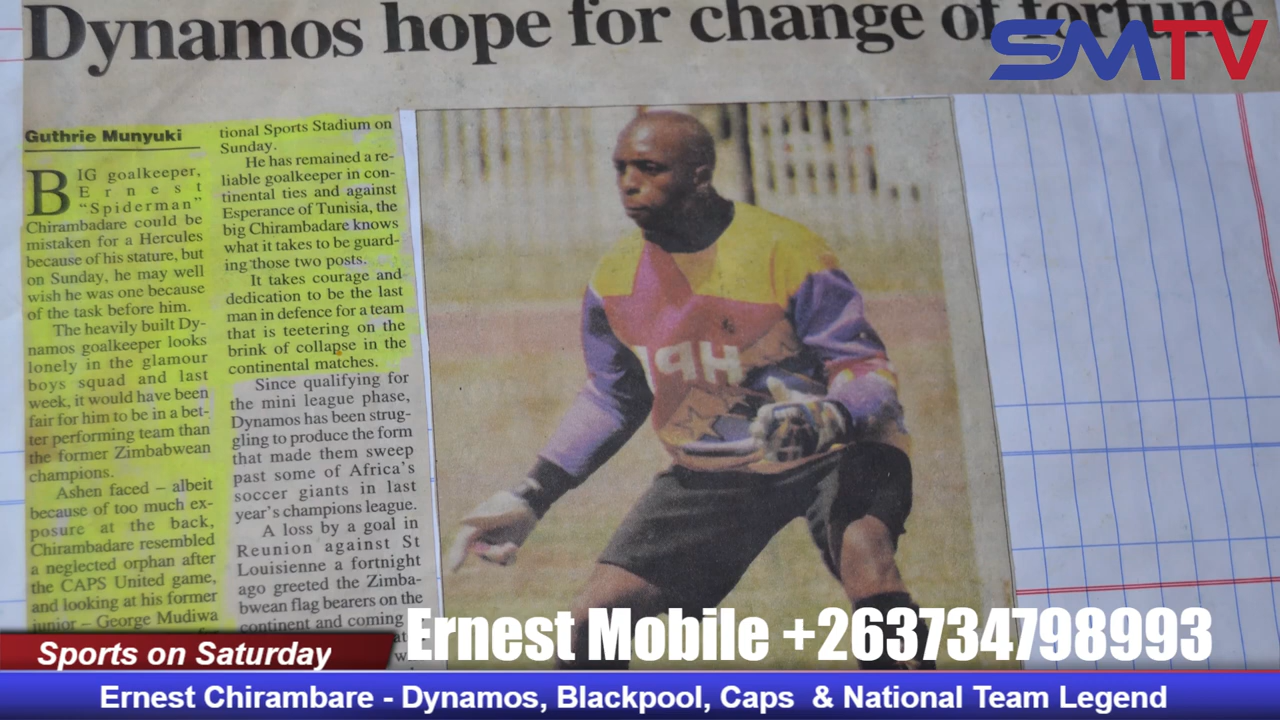 Dynamos hope for change of fortune
SMTV
Guthrie Munyuki
BIG goalkeeper,
Ernest
“Spiderman”
Chirambadare could be
mistaken for a Hercules
because of his stature, but
on Sunday, he may well
wish he was one because
of the task before him.
The heavily built Dy-
namos goalkeeper looks
lonely in the glamour
boys squad and last
week, it would have been
fair for him to be in a bet-
ter performing team than
the former Zimbabwean
champions.
Ashen faced – albeit
because of too much ex-
posure at the back,
Chirambadare resembled
a neglected orphan after
the CAPS United game,
and looking at his former
junior – George Mudiwa
tional Sports Stadium on
Sunday.
He has remained a re-
liable goalkeeper in con-
tinental ties and against
Esperance of Tunisia, the
big Chirambadare knows
what it takes to be guard-
ing those two posts.
It takes courage and
dedication to be the last
man in defence for a team
that is teetering on the
brink of collapse in the
continental matches.
Since qualifying for
the mini league phase,
Dynamos has been strug-
gling to produce the form
that made them sweep
past some of Africa’s
soccer giants in last
year’s champions league.
A loss by a goal in
Reunion against St
Louisienne a fortnight
ago greeted the Zimba-
bwean flag bearers on the
continent and coming
Ernest Mobile +263734798993
Sports on Saturday
Ernest Chirambare - Dynamos, Blackpool, Caps & National Team Legend